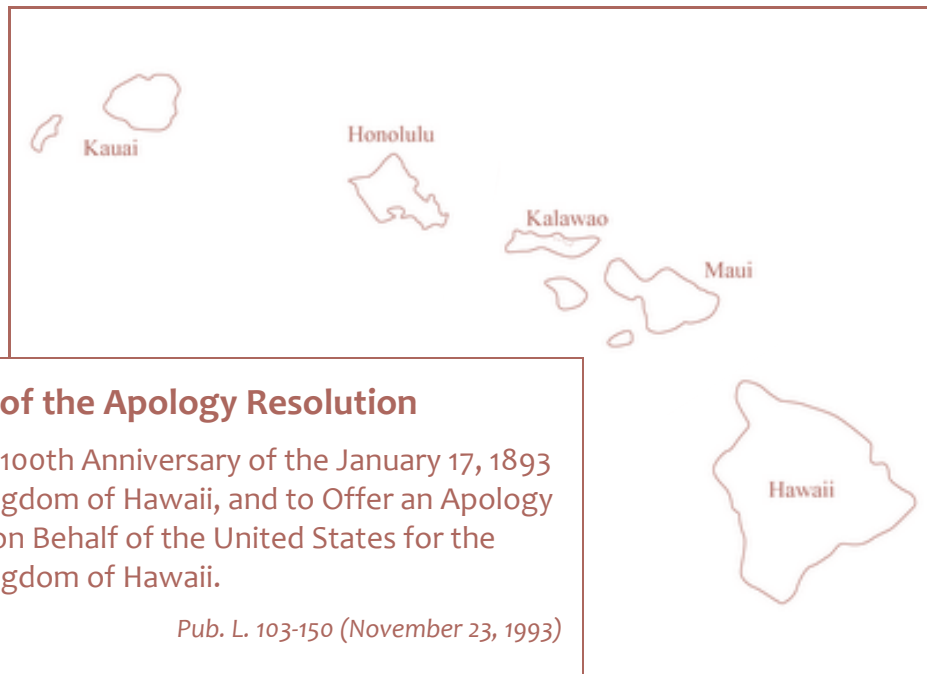 Kauai
Honolulu
Kalawao
Maui
Hawaii
of the Apology Resolution
100th Anniversary of the January 17, 1893
gdom of Hawaii, and to Offer an Apology
on Behalf of the United States for the
gdom of Hawaii.
Pub. L. 103-150 (November 23, 1993)